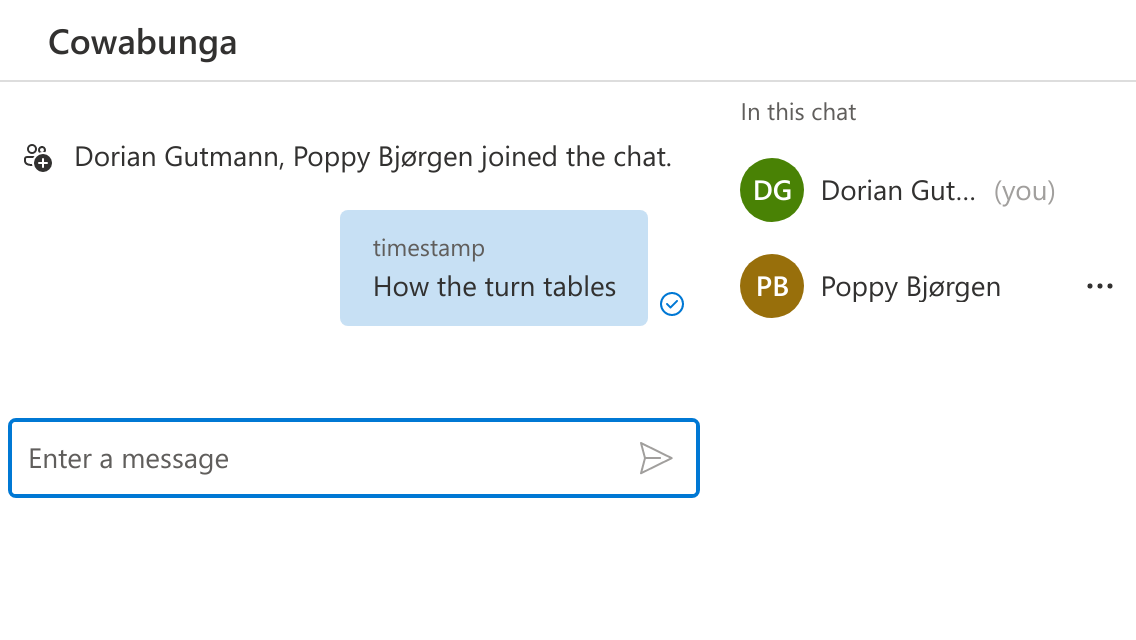 Cowabunga
In this chat
Dorian Gutmann, Poppy Bjørgen joined the chat.
DG Dorian Gut... (you)
timestamp
How the turn tables
PB Poppy Bjørgen
Enter a message